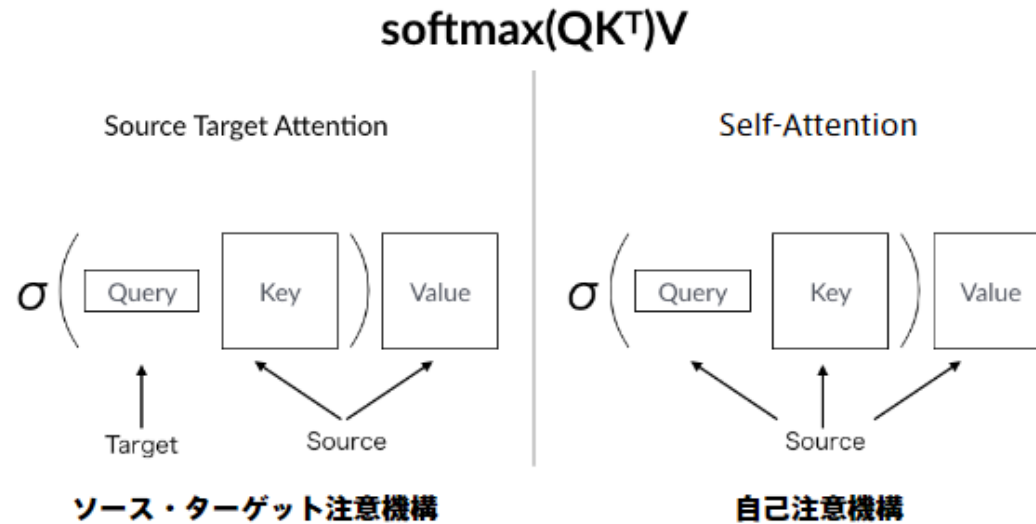 softmax(QKᵀ)V
Source Target Attention
σ( Query Key ) Value
Target
Source
ソース・ターゲット注意機構
Self-Attention
σ( Query Key ) Value
Source
自己注意機構